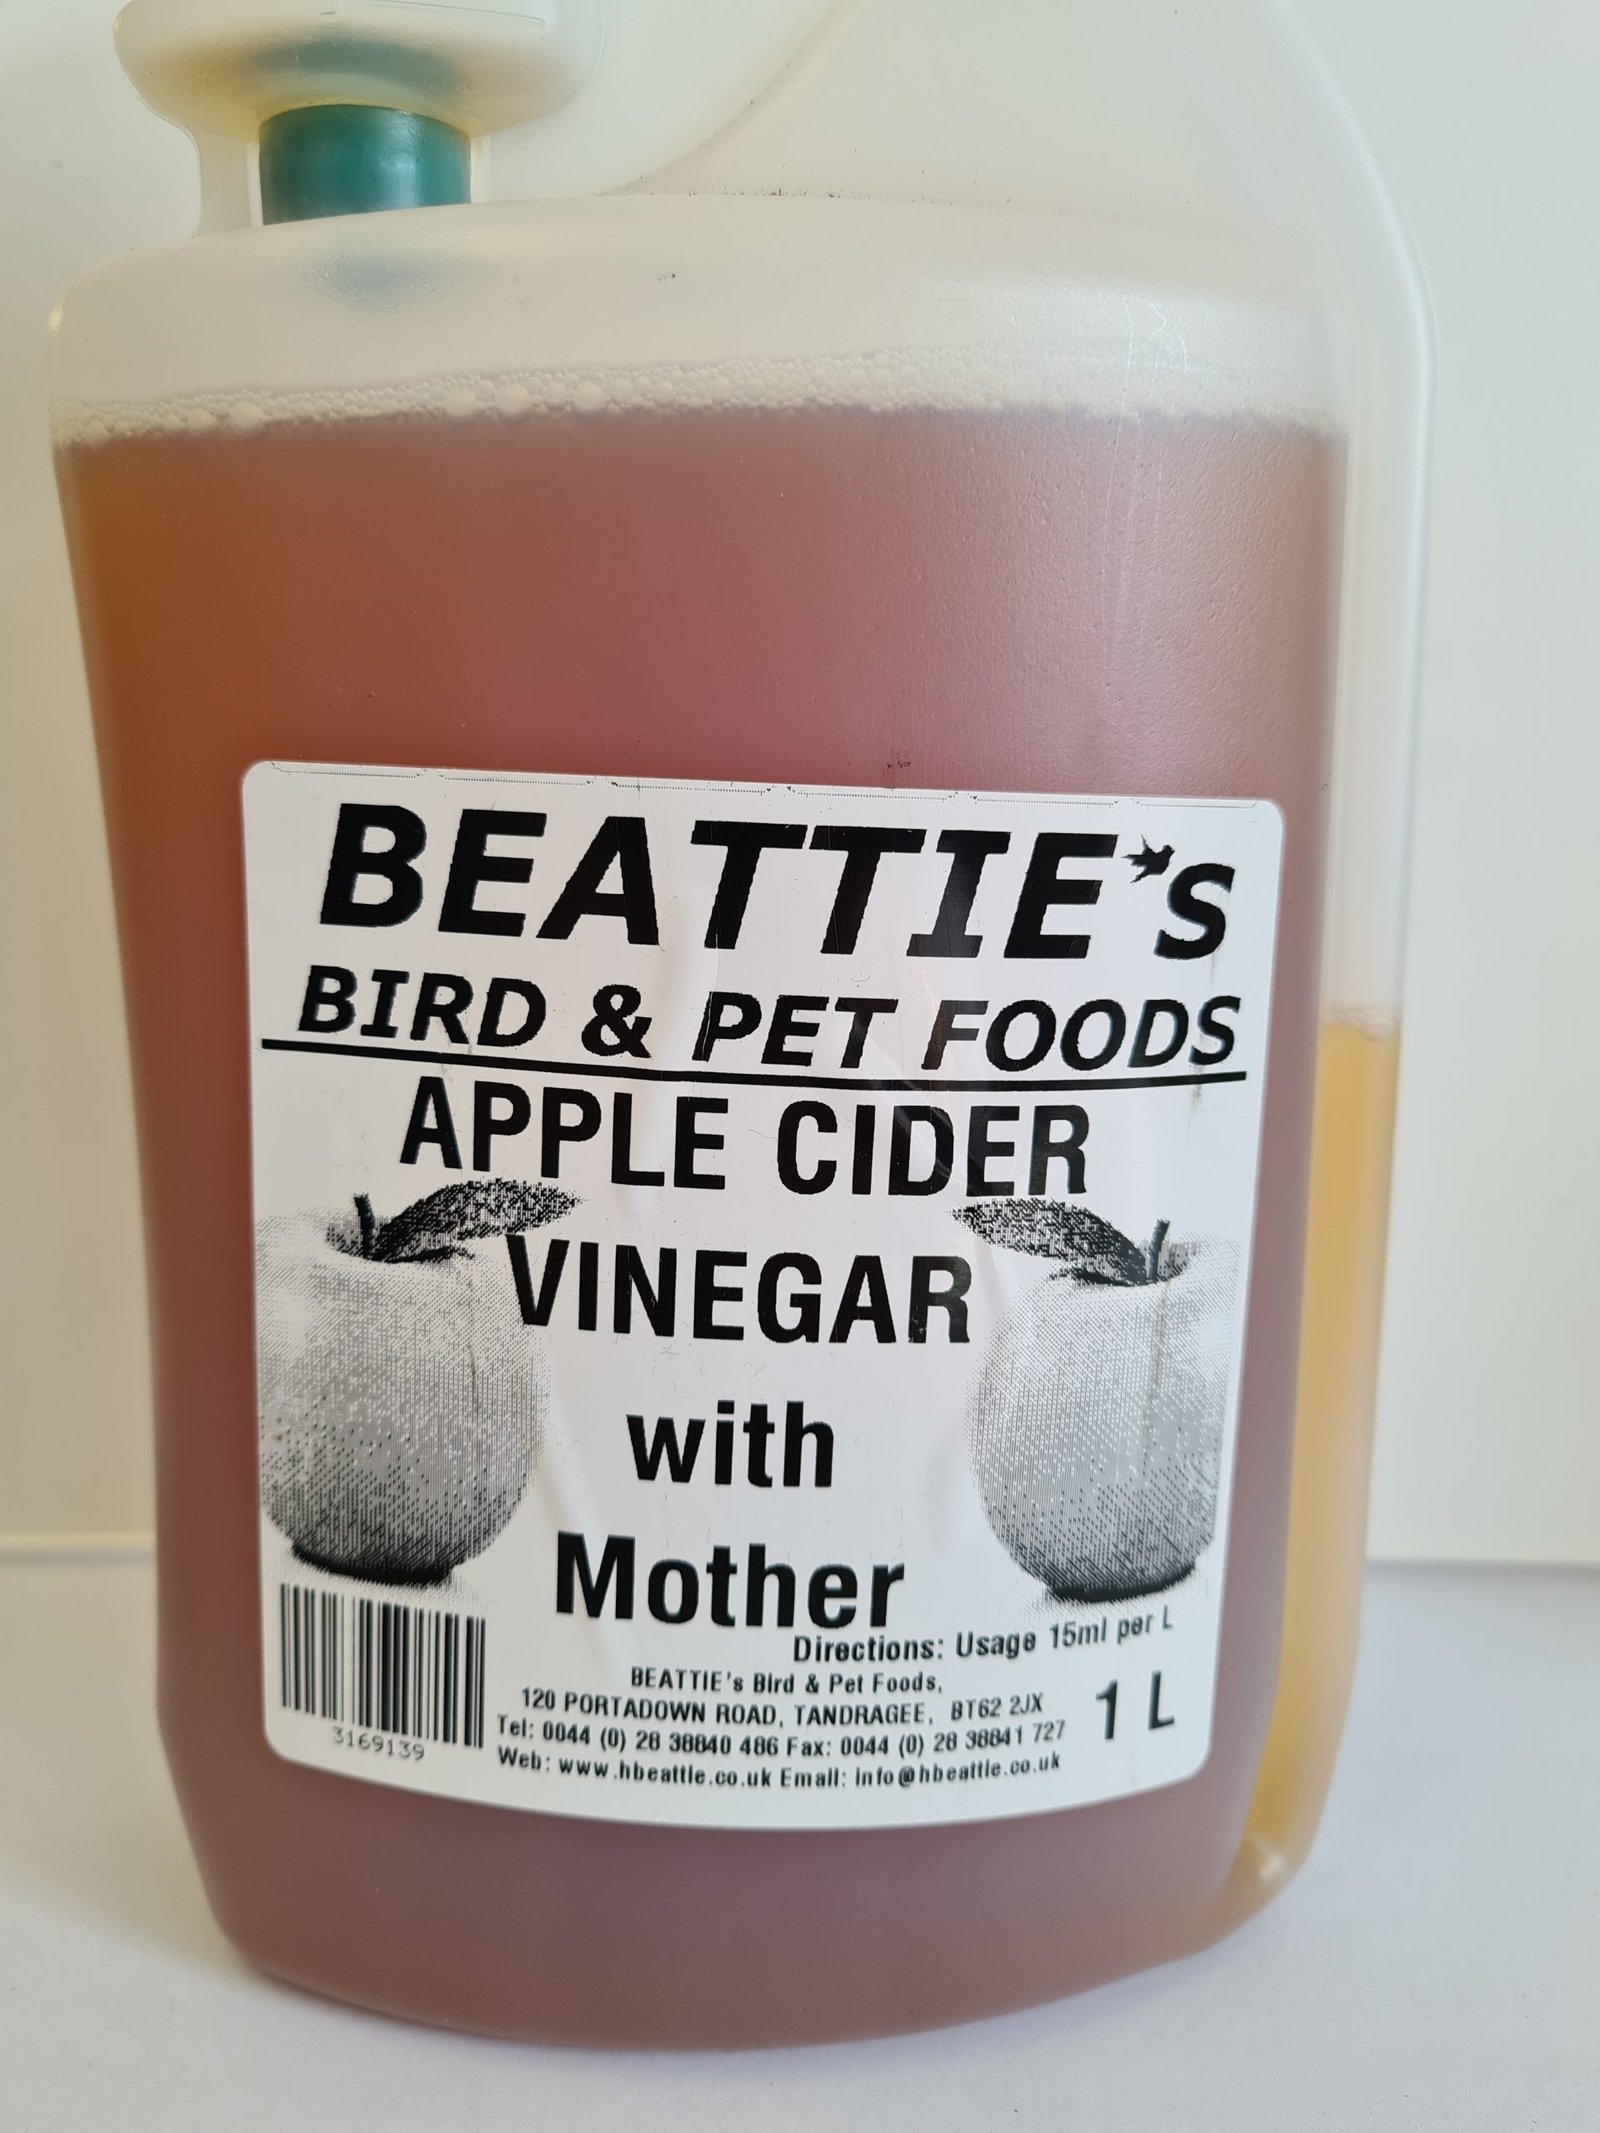 BEATTIE's
BIRD & PET FOODS
APPLE CIDER
VINEGAR
with
Mother
Directions: Usage 15ml per L
BEATTIE's Bird & Pet Foods,
120 PORTADOWN ROAD, TANDRAGEE, BT62 2JX
1 L
Tel: 0044 (0) 28 38840 486 Fax: 0044 (0) 28 38841 727
Web: www.hbeattie.co.uk Email: info@hbeattie.co.uk
3169139